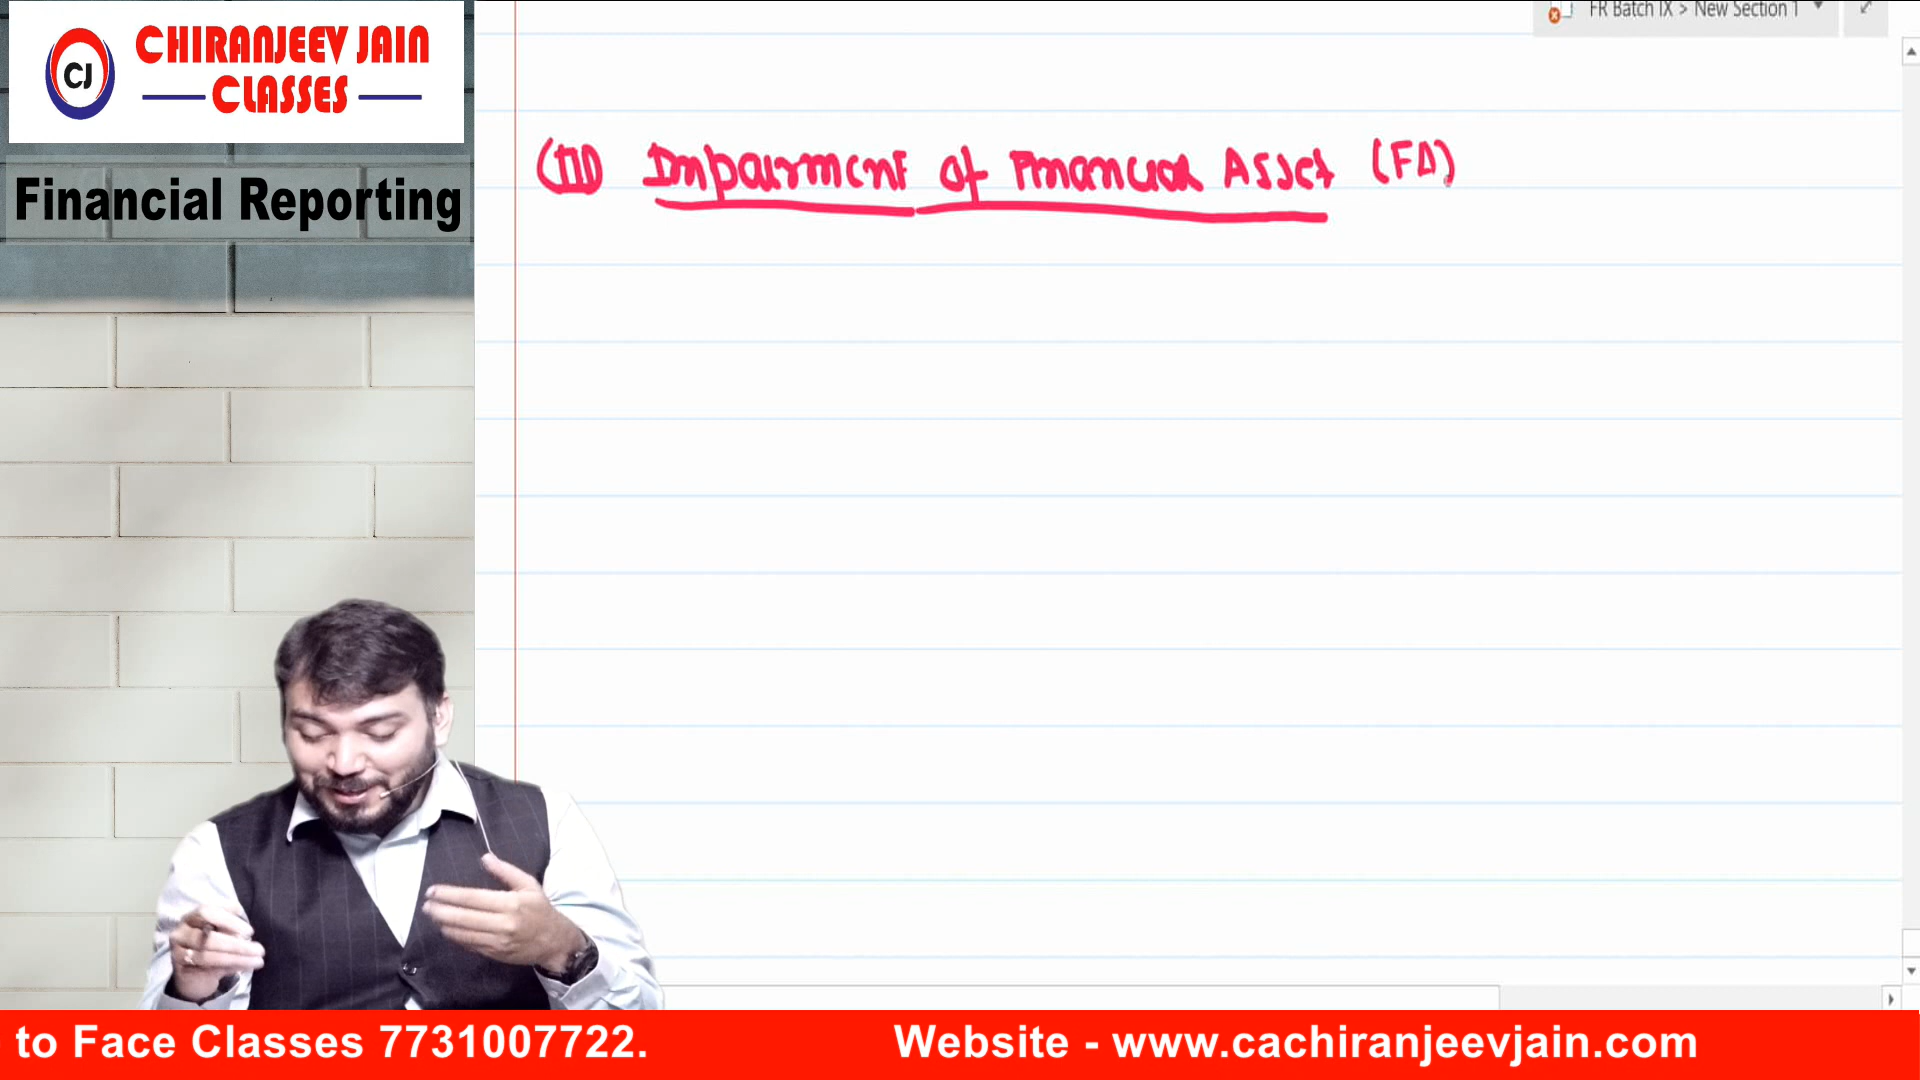 CHIRANJEEV JAIN
CJ
CLASSES
Financial Reporting
FR Batch IX > New Section 1
(III) Impairment of Financial Asset (FA)
to Face Classes 7731007722.
Website - www.cachiranjeevjain.com